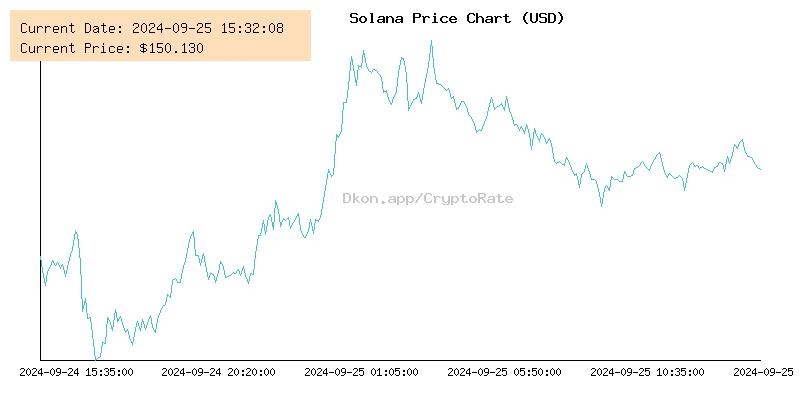 Solana Price Chart (USD)
Current Date: 2024-09-25 15:32:08
Current Price: $150.130
Dkon.app/CryptoRate
2024-09-24 15:35:00 2024-09-24 20:20:00 2024-09-25 01:05:00 2024-09-25 05:50:00 2024-09-25 10:35:00 2024-09-25